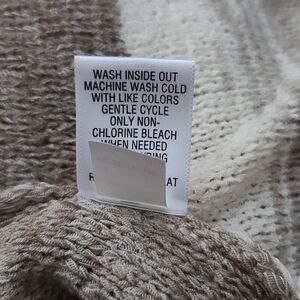 WASH INSIDE OUT
MACHINE WASH COLD
WITH LIKE COLORS
GENTLE CYCLE
ONLY NON-
CHLORINE BLEACH
WHEN NEEDED